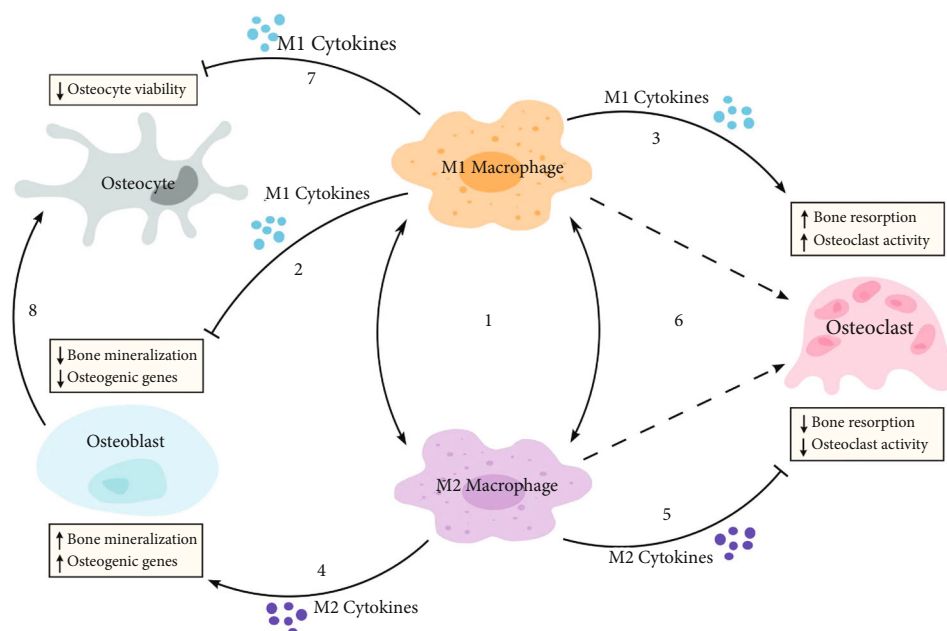 M1 Cytokines
7
↓ Osteocyte viability
M1 Cytokines
3
M1 Macrophage
Osteocyte
M1 Cytokines
2
↑ Bone resorption
↑ Osteoclast activity
8
1
6
Osteoclast
↓ Bone mineralization
↓ Osteogenic genes
↓ Bone resorption
↓ Osteoclast activity
Osteoblast
M2 Macrophage
5
↑ Bone mineralization
↑ Osteogenic genes
M2 Cytokines
4
M2 Cytokines